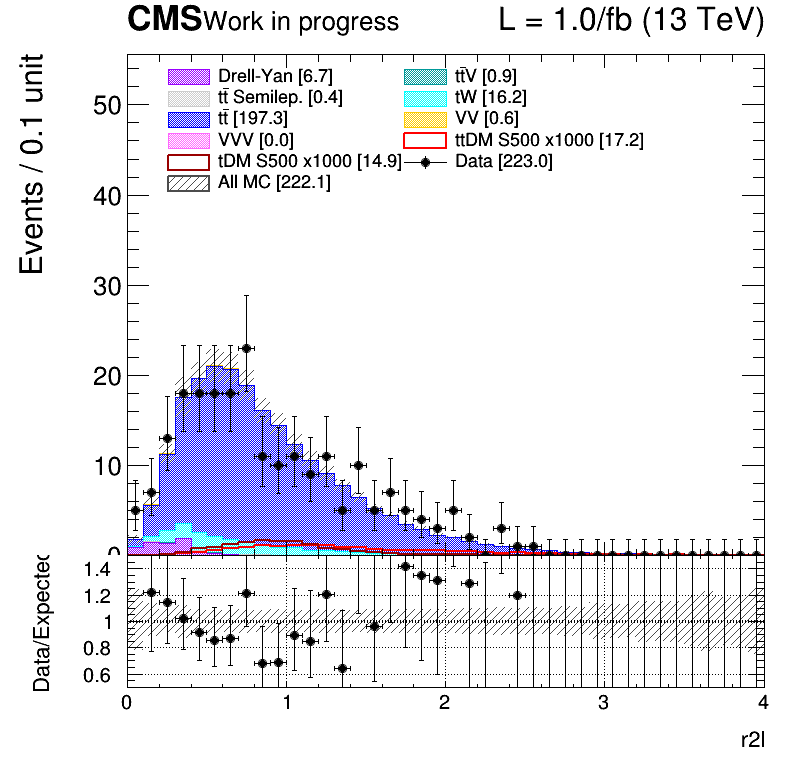 CMS Work in progress L = 1.0/fb (13 TeV)
Events / 0.1 unit
Drell-Yan [6.7] tt̄V [0.9]
tt̄ Semilep. [0.4] tW [16.2]
tt̄ [197.3] VV [0.6]
VVV [0.0] ttDM S500 x1000 [17.2]
tDM S500 x1000 [14.9] Data [223.0]
All MC [222.1]
50
40
30
20
10
0
Data/Expected
1.4
1.2
1
0.8
0.6
0 1 2 3 4
r2l